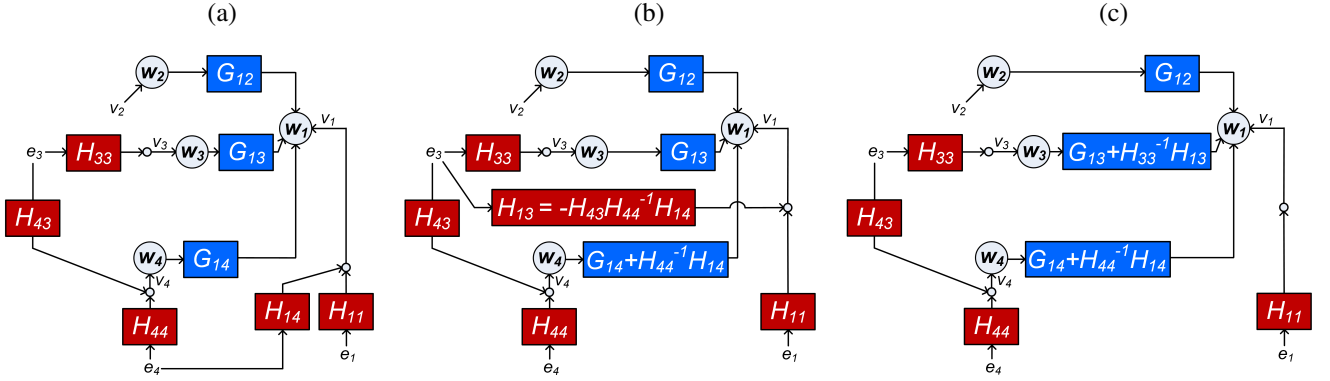 (a)
w2
G12
v2
v1
w1
e3
H33
v3
w3
G13
H43
w4
G14
v4
H44
H14
H11
e4
e1
(b)
w2
G12
v2
v1
w1
e3
H33
v3
w3
G13
H43
H13 = -H43H44^-1H14
w4
G14+H44^-1H14
v4
H44
H11
e4
e1
(c)
w2
G12
v2
v1
w1
e3
H33
v3
w3
G13+H33^-1H13
H43
w4
G14+H44^-1H14
v4
H44
H11
e4
e1